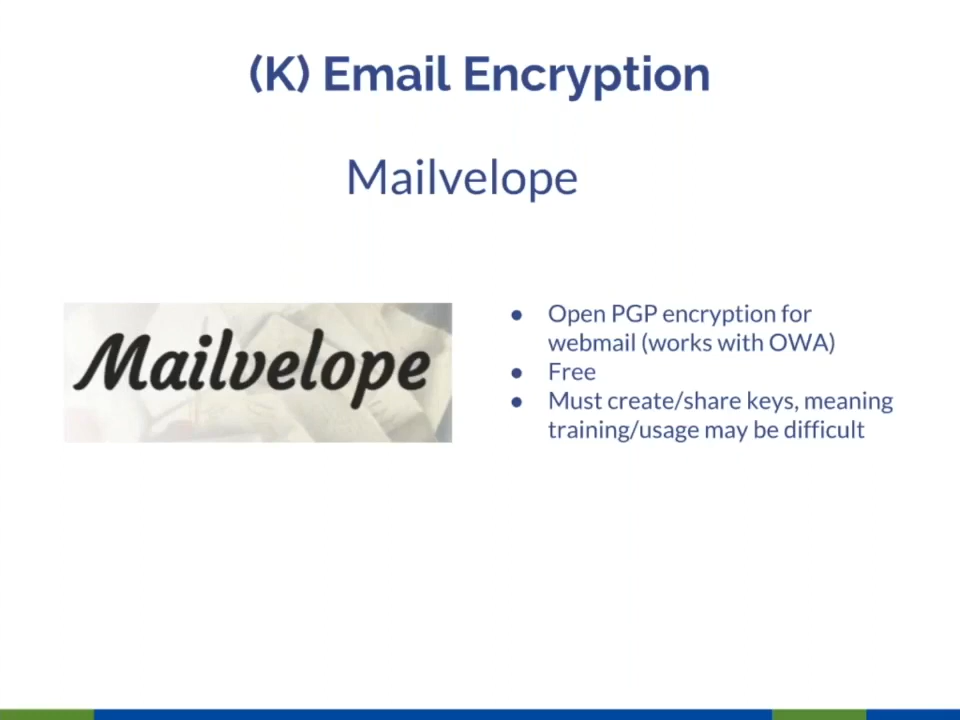 (K) Email Encryption
Mailvelope
Mailvelope
● Open PGP encryption for
webmail (works with OWA)
● Free
● Must create/share keys, meaning
training/usage may be difficult